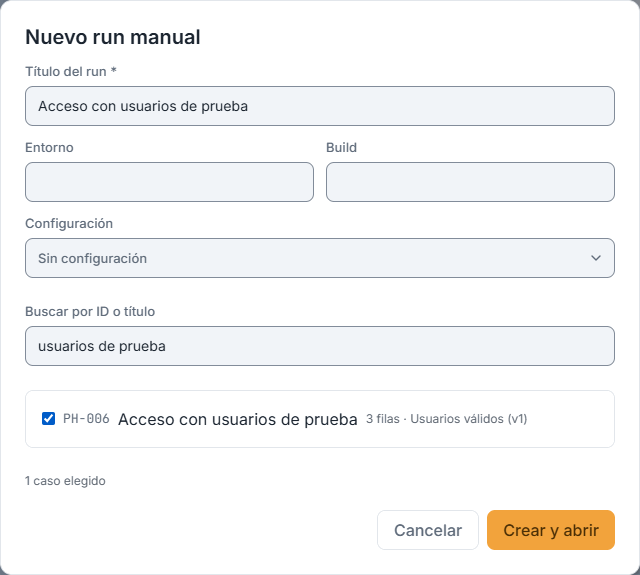 Nuevo run manual
Título del run *
Acceso con usuarios de prueba
Entorno Build
Configuración
Sin configuración
Buscar por ID o título
usuarios de prueba
PH-006 Acceso con usuarios de prueba 3 filas · Usuarios válidos (v1)
1 caso elegido
Cancelar Crear y abrir